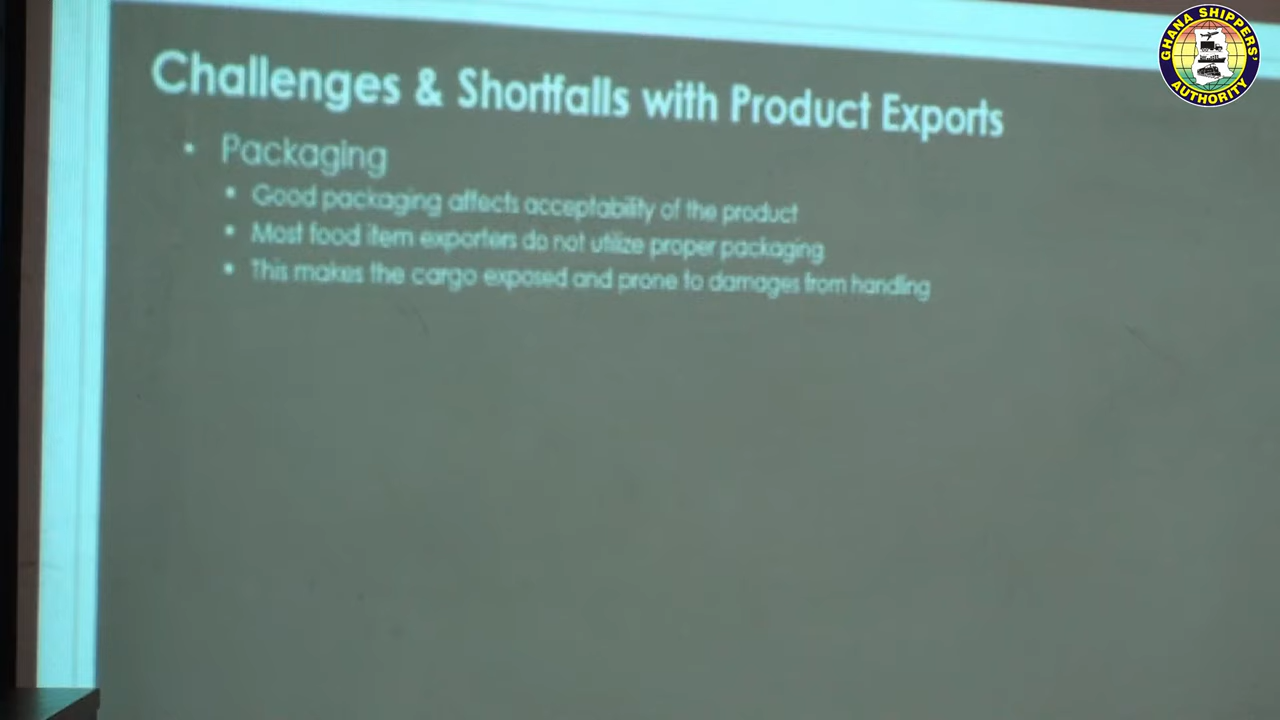 Challenges & Shortfalls with Product Exports
• Packaging
▪ Good packaging affects acceptability of the product
▪ Most food item exporters do not utilize proper packaging
▪ This makes the cargo exposed and prone to damages from handling
GHANA SHIPPERS' AUTHORITY